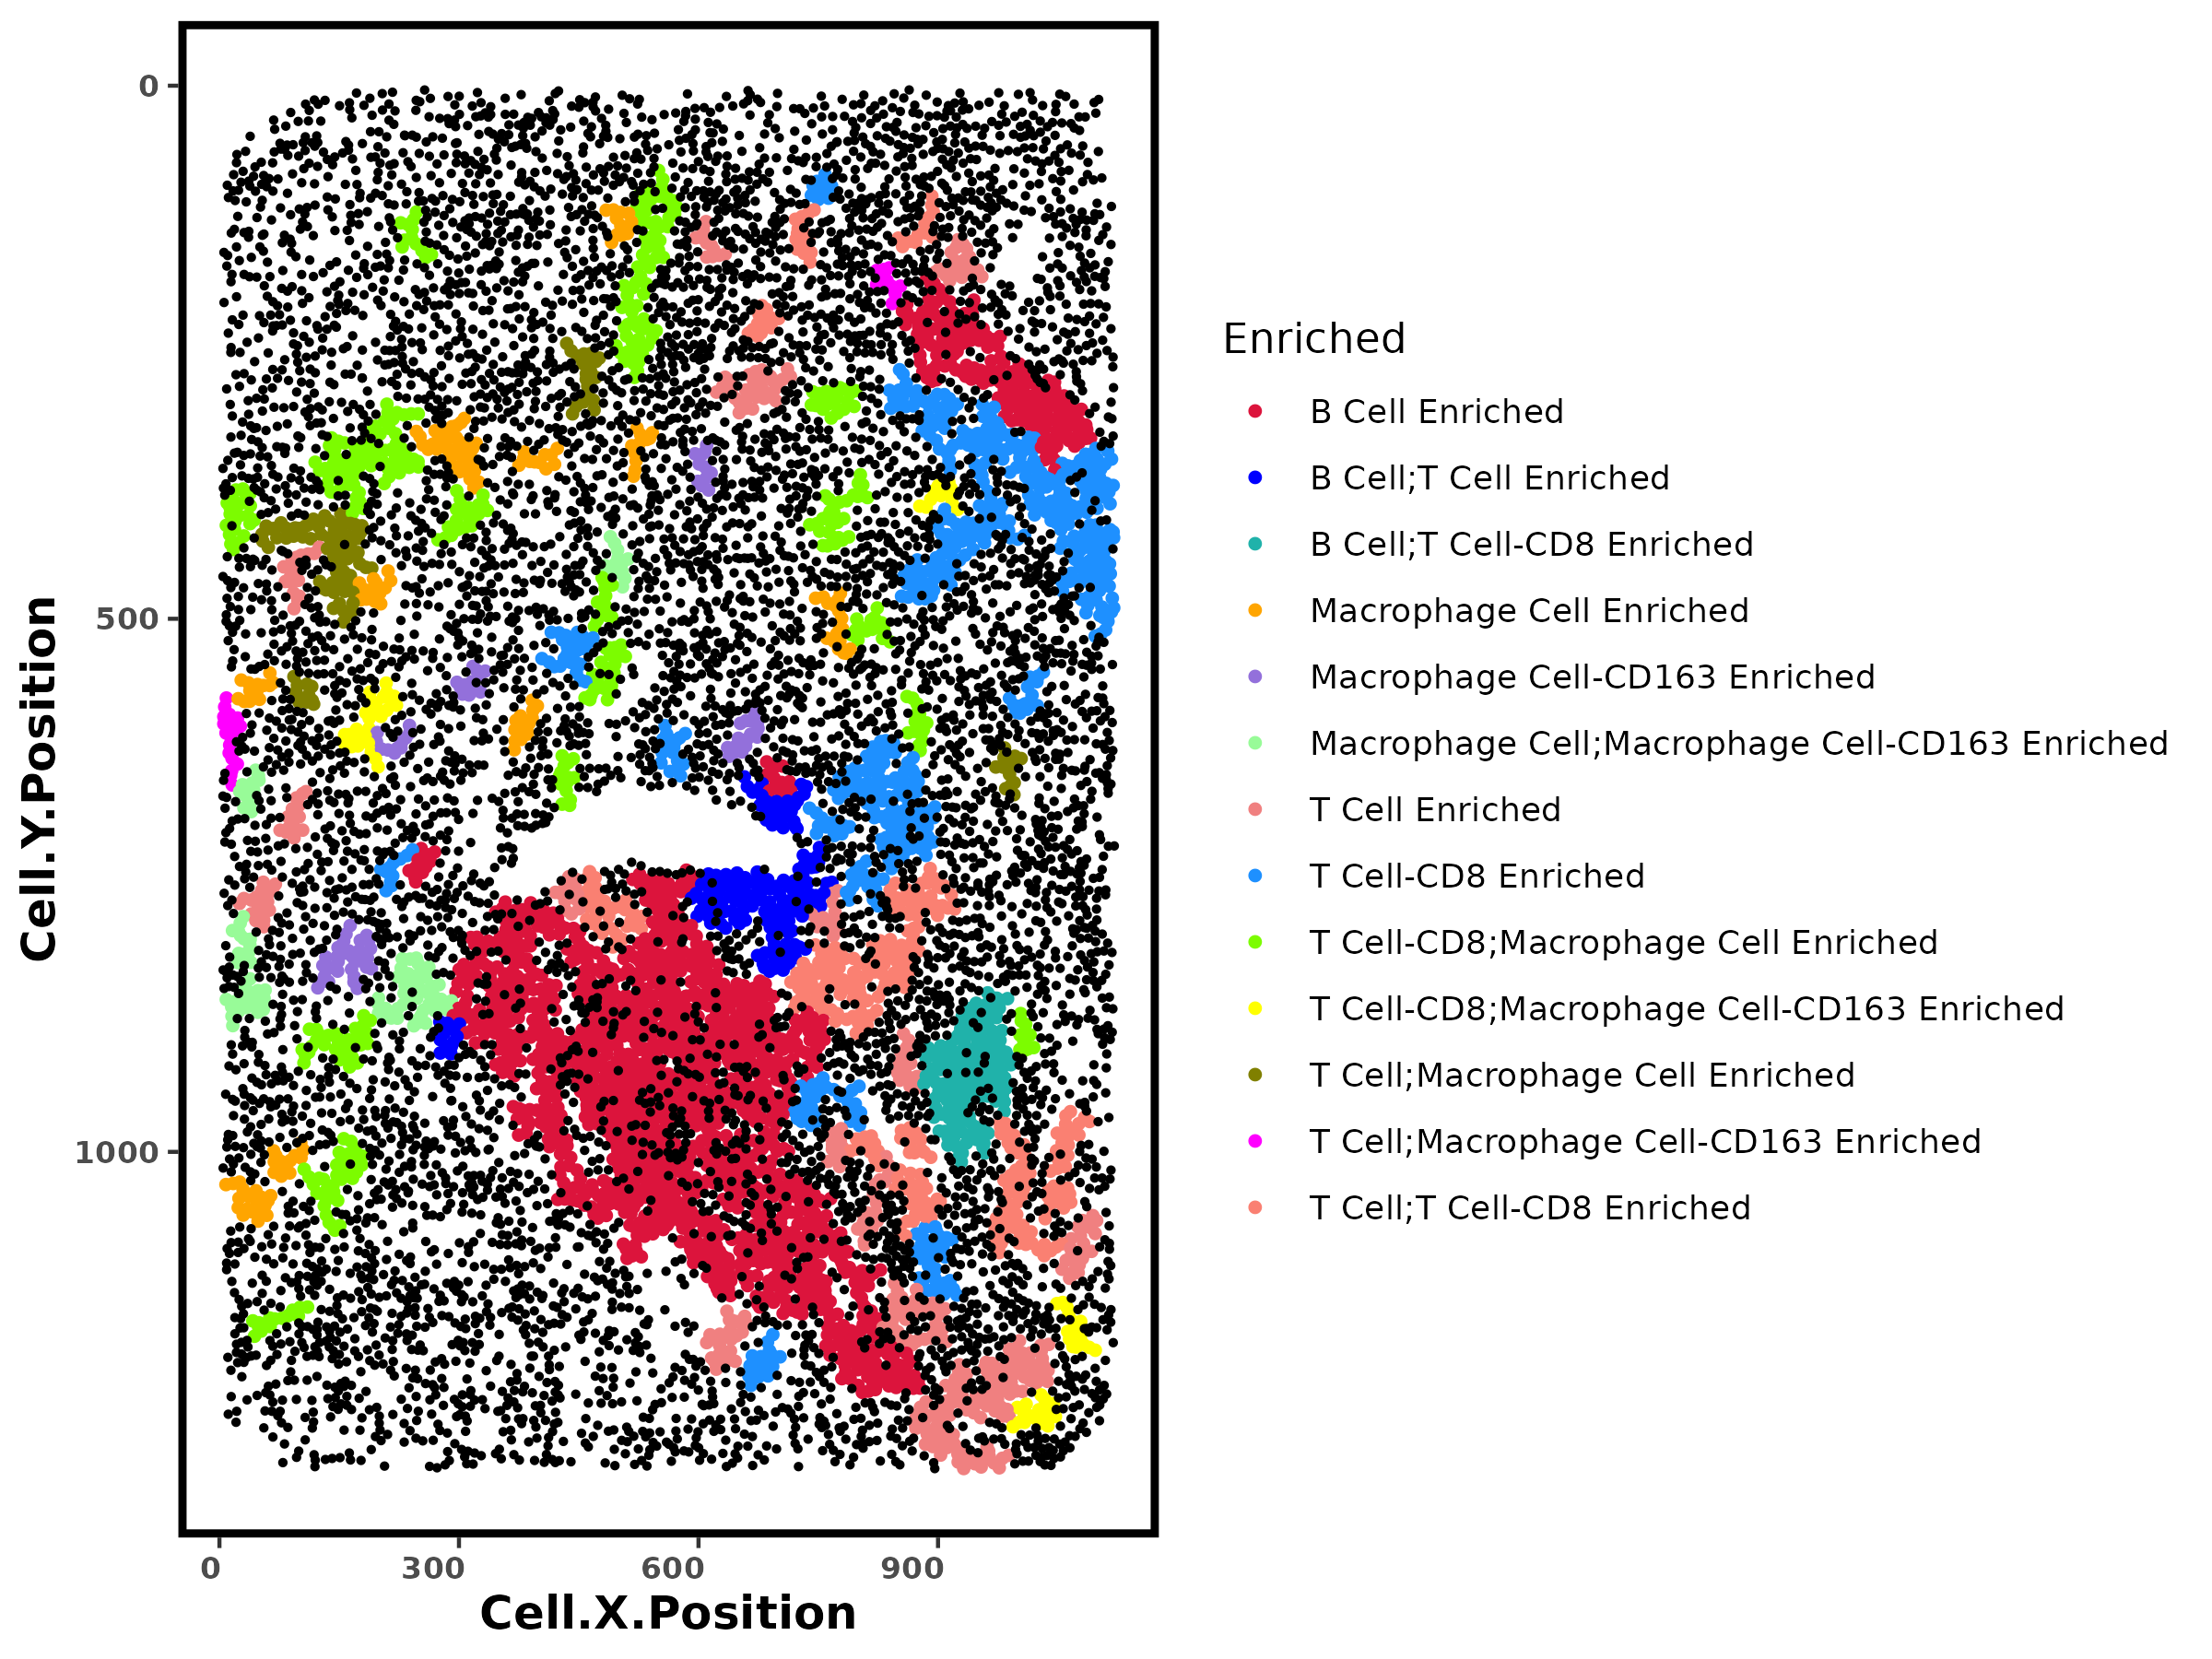 0
500
1000
Cell.Y.Position
0
300
600
900
Cell.X.Position
Enriched
B Cell Enriched
B Cell;T Cell Enriched
B Cell;T Cell-CD8 Enriched
Macrophage Cell Enriched
Macrophage Cell-CD163 Enriched
Macrophage Cell;Macrophage Cell-CD163 Enriched
T Cell Enriched
T Cell-CD8 Enriched
T Cell-CD8;Macrophage Cell Enriched
T Cell-CD8;Macrophage Cell-CD163 Enriched
T Cell;Macrophage Cell Enriched
T Cell;Macrophage Cell-CD163 Enriched
T Cell;T Cell-CD8 Enriched